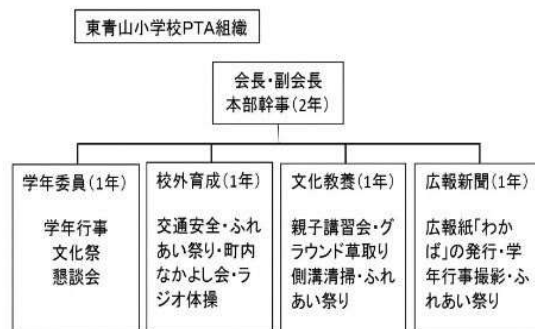 東青山小学校PTA組織
会長・副会長
本部幹事(2年)
学年委員(1年)
学年行事
文化祭
懇談会
校外育成(1年)
交通安全・ふれ
あい祭り・町内
なかよし会・ラ
ジオ体操
文化教養(1年)
親子講習会・グ
ラウンド草取り
側溝清掃・ふれ
あい祭り
広報新聞(1年)
広報紙「わか
ば」の発行・学
年行事撮影・ふ
れあい祭り